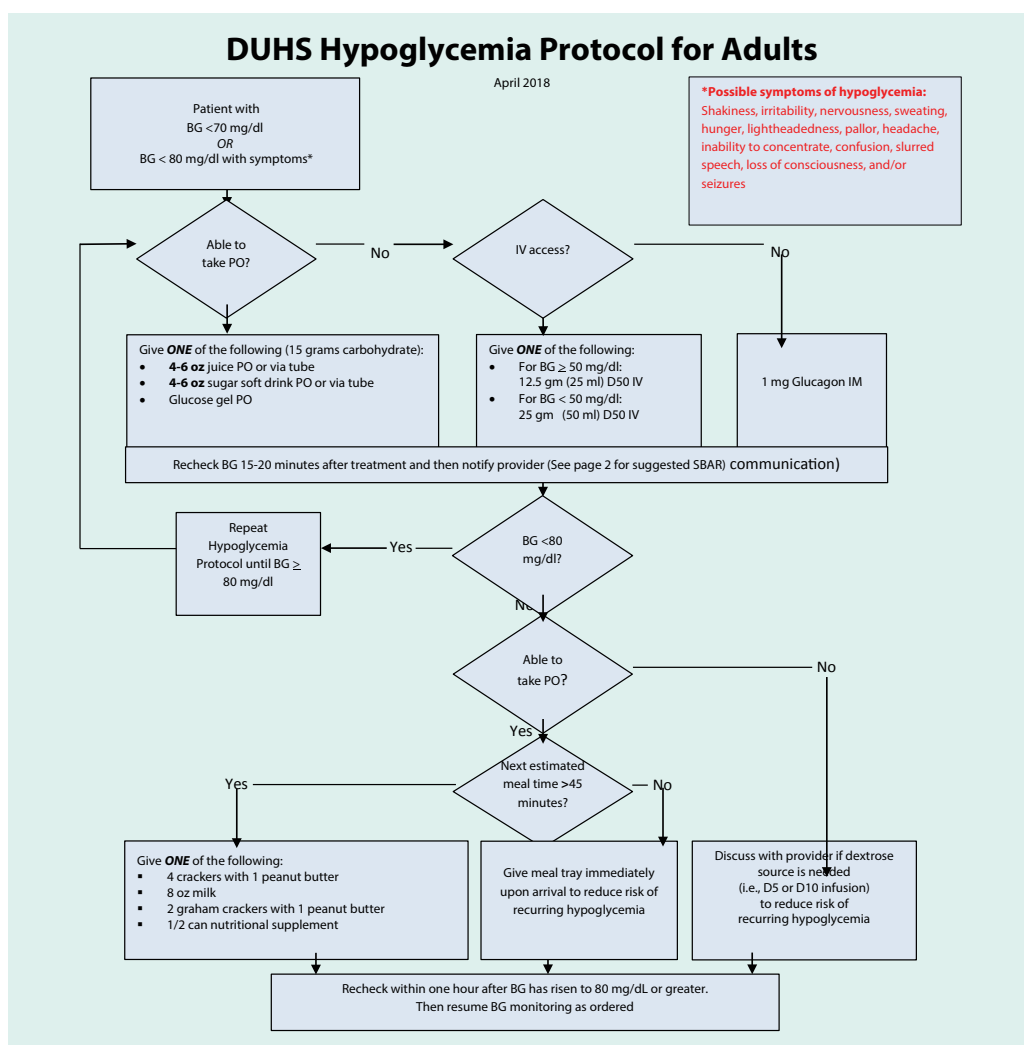 DUHS Hypoglycemia Protocol for Adults
April 2018
Patient with
BG <70 mg/dl
OR
BG < 80 mg/dl with symptoms*
*Possible symptoms of hypoglycemia:
Shakiness, irritability, nervousness, sweating,
hunger, lightheadedness, pallor, headache,
inability to concentrate, confusion, slurred
speech, loss of consciousness, and/or
seizures
Able to
take PO?
No
IV access?
No
Give ONE of the following (15 grams carbohydrate):
• 4-6 oz juice PO or via tube
• 4-6 oz sugar soft drink PO or via tube
• Glucose gel PO
Give ONE of the following:
• For BG ≥ 50 mg/dl:
12.5 gm (25 ml) D50 IV
• For BG < 50 mg/dl:
25 gm (50 ml) D50 IV
1 mg Glucagon IM
Recheck BG 15-20 minutes after treatment and then notify provider (See page 2 for suggested SBAR) communication)
Repeat
Hypoglycemia
Protocol until BG ≥
80 mg/dl
Yes
BG <80
mg/dl?
No
Able to
take PO?
No
Yes
Next estimated
meal time >45
minutes?
Yes
No
Give ONE of the following:
▪ 4 crackers with 1 peanut butter
▪ 8 oz milk
▪ 2 graham crackers with 1 peanut butter
▪ 1/2 can nutritional supplement
Give meal tray immediately
upon arrival to reduce risk of
recurring hypoglycemia
Discuss with provider if dextrose
source is needed
(i.e., D5 or D10 infusion)
to reduce risk of
recurring hypoglycemia
Recheck within one hour after BG has risen to 80 mg/dL or greater.
Then resume BG monitoring as ordered